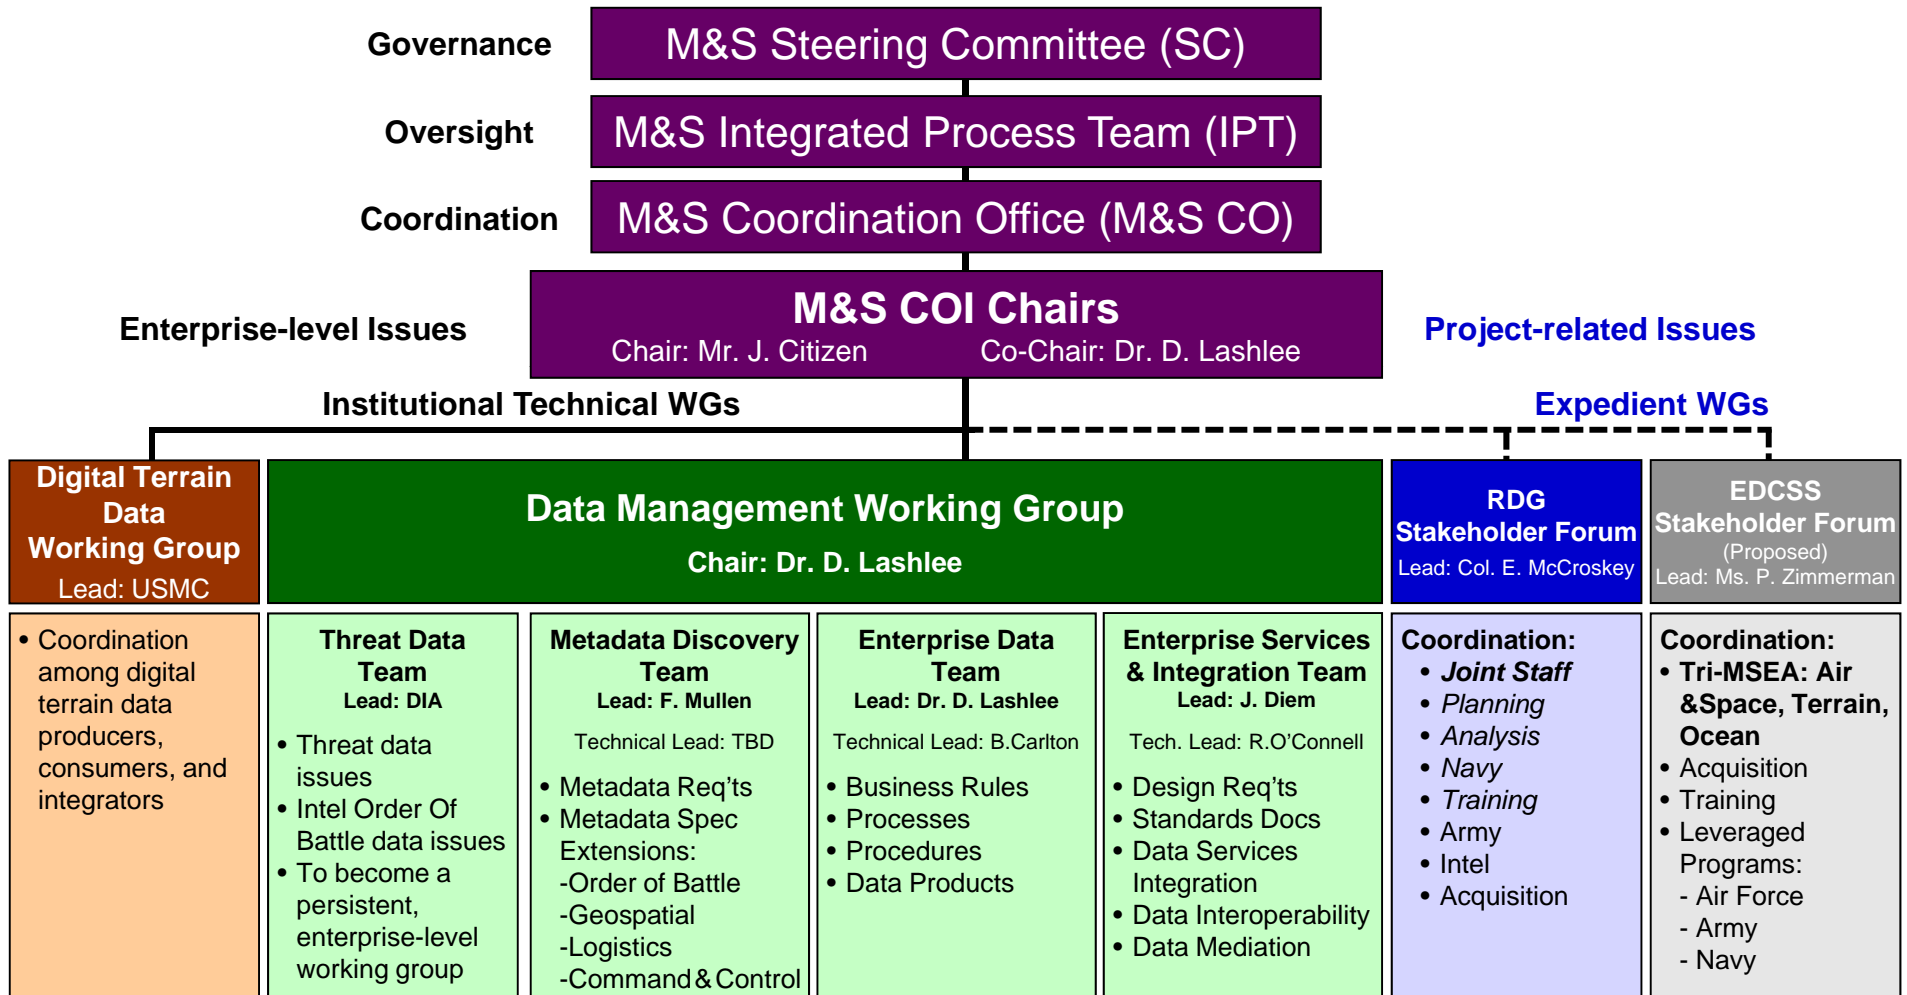 Governance
M&S Steering Committee (SC)
Oversight
M&S Integrated Process Team (IPT)
Coordination
M&S Coordination Office (M&S CO)
M&S COI Chairs
Chair: Mr. J. Citizen
Co-Chair: Dr. D. Lashlee
Enterprise-level Issues
Project-related Issues
Institutional Technical WGs
Expedient WGs
Digital Terrain
Data
Working Group
Lead: USMC
Data Management Working Group
Chair: Dr. D. Lashlee
RDG
Stakeholder Forum
Lead: Col. E. McCroskey
EDCSS
Stakeholder Forum
(Proposed)
Lead: Ms. P. Zimmerman
• Coordination
among digital
terrain data
producers,
consumers, and
integrators
Threat Data
Team
Lead: DIA
• Threat data
issues
• Intel Order Of
Battle data issues
• To become a
persistent,
enterprise-level
working group
Metadata Discovery
Team
Lead: F. Mullen
Technical Lead: TBD
• Metadata Req'ts
• Metadata Spec
Extensions:
-Order of Battle
-Geospatial
-Logistics
-Command & Control
Enterprise Data
Team
Lead: Dr. D. Lashlee
Technical Lead: B.Carlton
• Business Rules
• Processes
• Procedures
• Data Products
Enterprise Services
& Integration Team
Lead: J. Diem
Tech. Lead: R.O'Connell
• Design Req'ts
• Standards Docs
• Data Services
Integration
• Data Interoperability
• Data Mediation
Coordination:
• Joint Staff
• Planning
• Analysis
• Navy
• Training
• Army
• Intel
• Acquisition
Coordination:
• Tri-MSEA: Air
&Space, Terrain,
Ocean
• Acquisition
• Training
• Leveraged
Programs:
- Air Force
- Army
- Navy